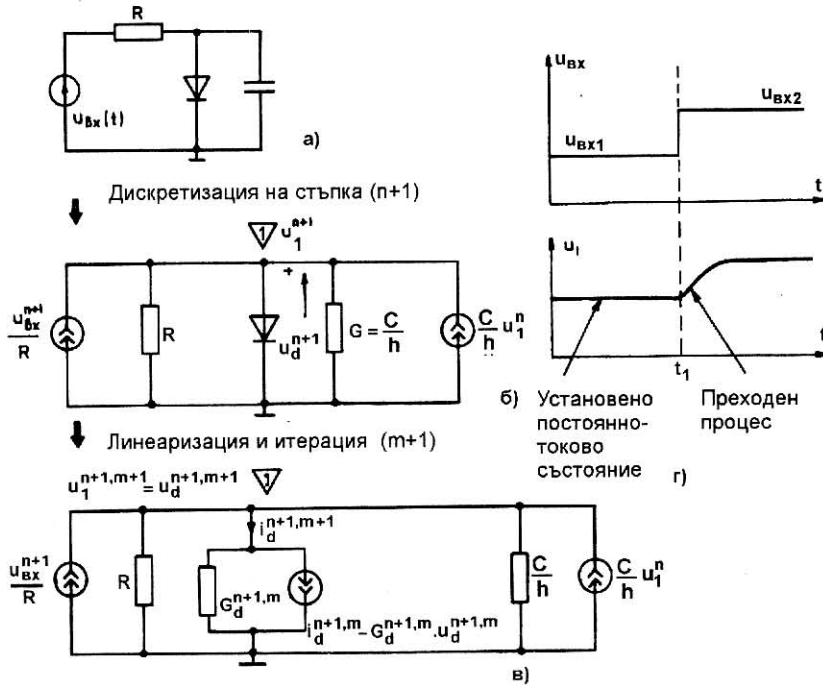 R
u_вх(t)
а)
Дискретизация на стъпка (n+1)
1 u_1^{n+1}
+
u_вх^{n+1}/R
R
u_d^{n+1}
G = C/h
C/h u_1^n
б)
Линеаризация и итерация (m+1)
u_1^{n+1,m+1} = u_d^{n+1,m+1} 1
i_d^{n+1,m+1}
u_вх^{n+1}/R
R
G_d^{n+1,m}
i_d^{n+1,m} – G_d^{n+1,m} .u_d^{n+1,m}
C/h
C/h u_1^n
в)
u_вх
u_вх2
u_вх1
t
u_1
t
t_1
Установено
постоянно-
токово
състояние
Преходен
процес
г)